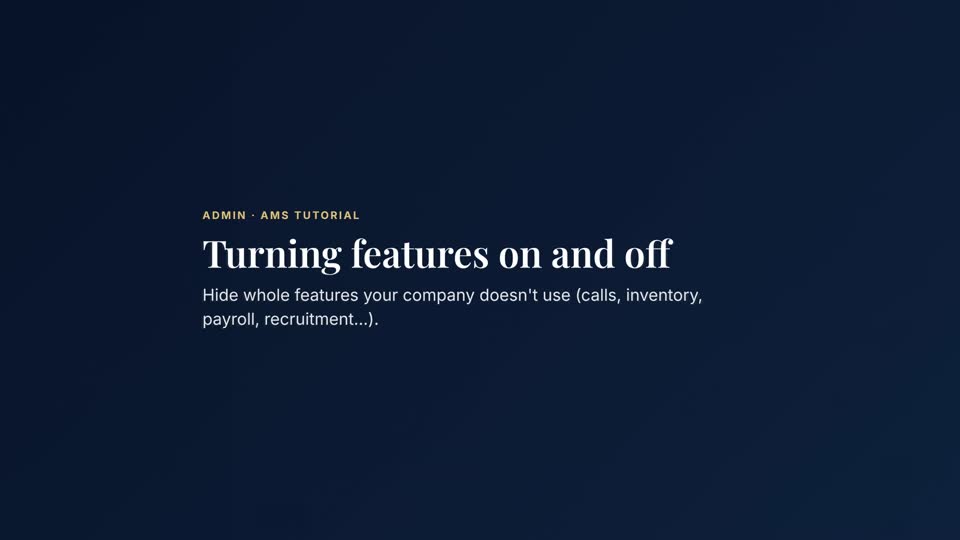 ADMIN · AMS TUTORIAL
Turning features on and off
Hide whole features your company doesn't use (calls, inventory,
payroll, recruitment...).